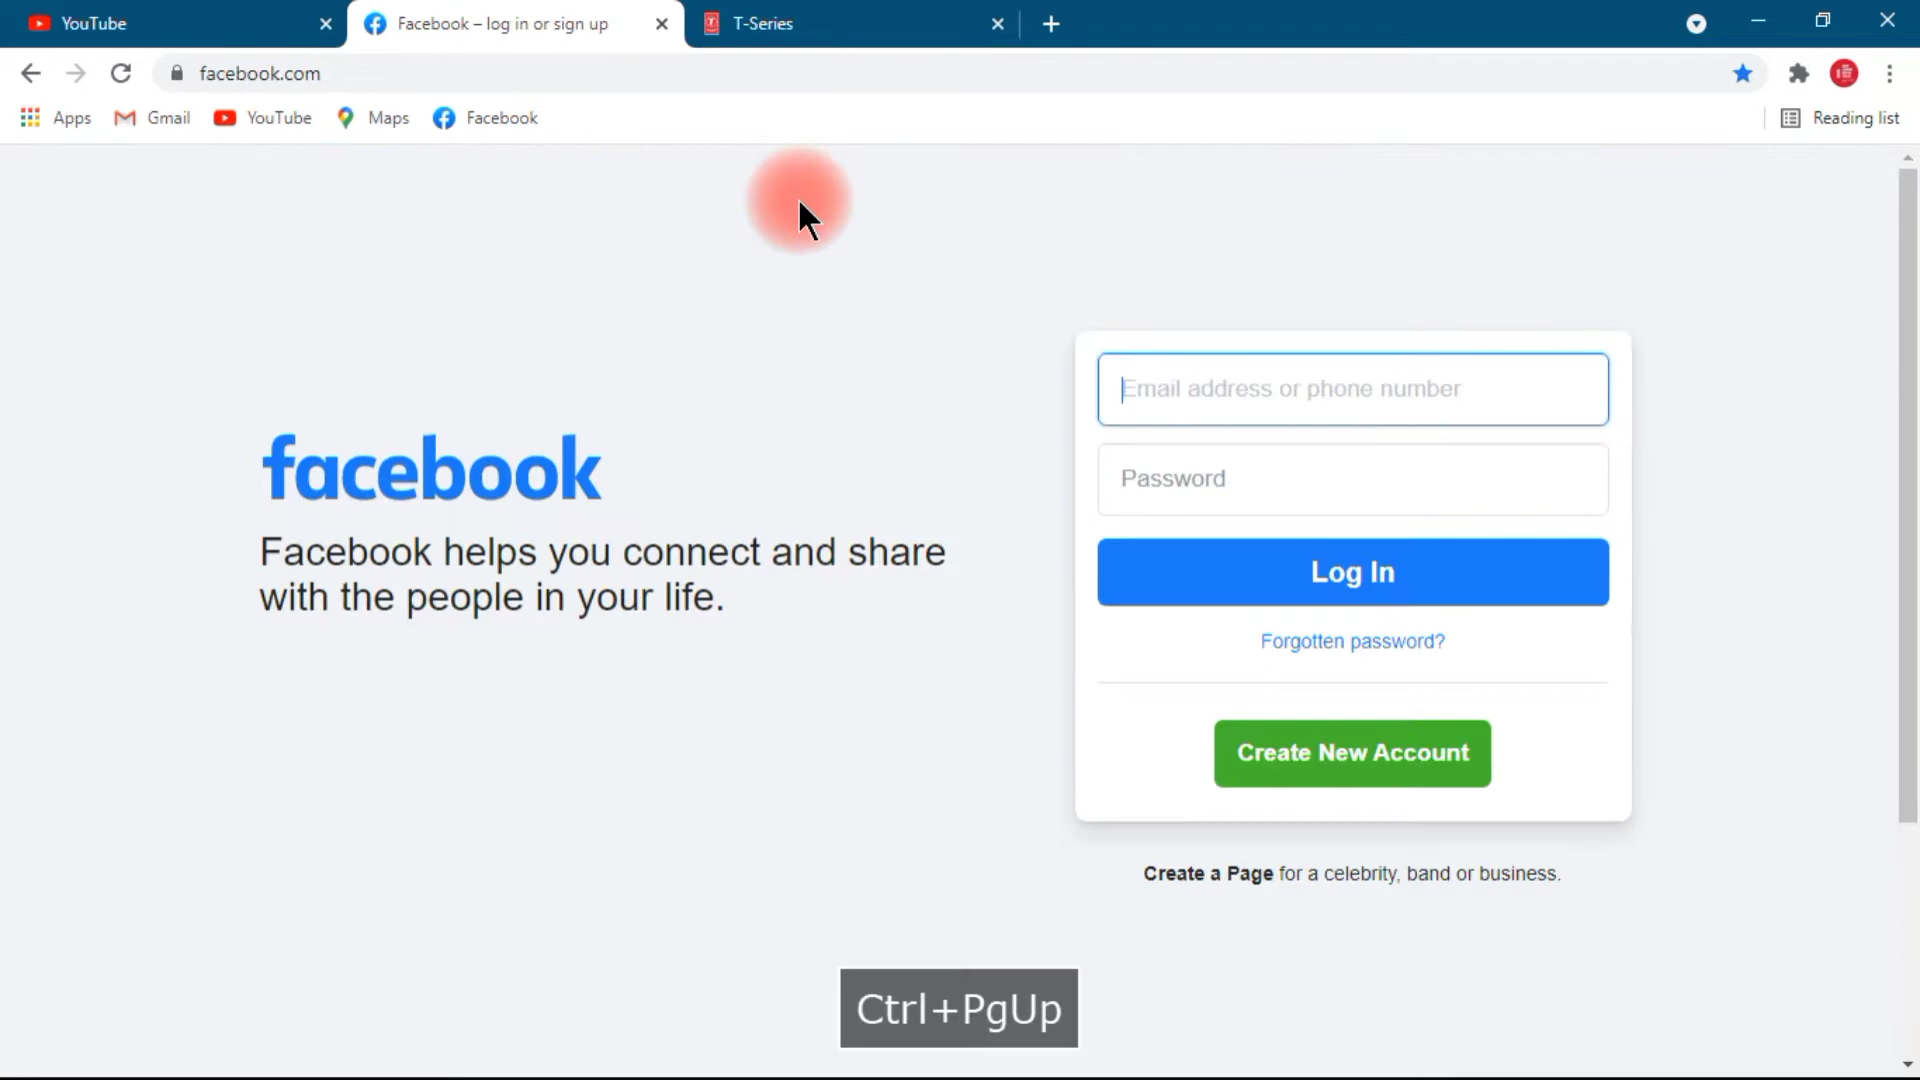 YouTube
Facebook – log in or sign up
T-Series
facebook.com
Apps
Gmail
YouTube
Maps
Facebook
Reading list
facebook
Facebook helps you connect and share
with the people in your life.
Email address or phone number
Password
Log In
Forgotten password?
Create New Account
Create a Page for a celebrity, band or business.
Ctrl+PgUp